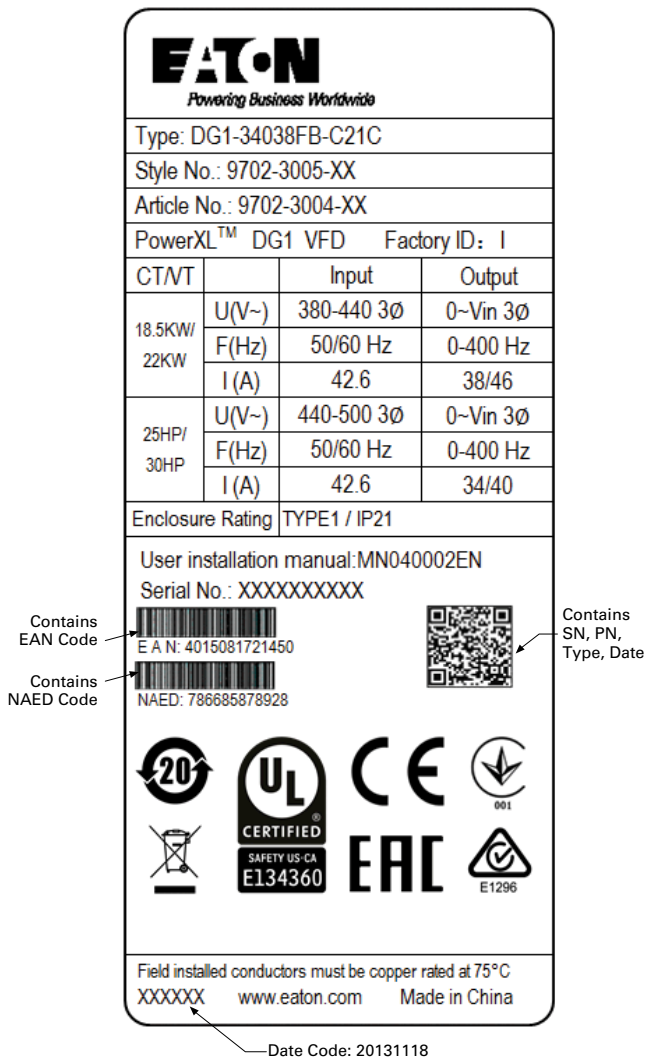 EATON
Powering Business Worldwide
Type: DG1-34038FB-C21C
Style No.: 9702-3005-XX
Article No.: 9702-3004-XX
PowerXL™ DG1 VFD Factory ID: I
CT/VT Input Output
18.5KW/
22KW
U(V~) 380-440 3Ø 0~Vin 3Ø
F(Hz) 50/60 Hz 0-400 Hz
I (A) 42.6 38/46
25HP/
30HP
U(V~) 440-500 3Ø 0~Vin 3Ø
F(Hz) 50/60 Hz 0-400 Hz
I (A) 42.6 34/40
Enclosure Rating TYPE1 / IP21
User installation manual:MN040002EN
Serial No.: XXXXXXXXXX
Contains
EAN Code
E A N: 4015081721450
Contains
SN, PN,
Type, Date
Contains
NAED Code
NAED: 786685878928
20
UL
®
CERTIFIED
SAFETY US-CA
E134360
CE
001
EAC
E1296
Field installed conductors must be copper rated at 75°C
XXXXXX www.eaton.com Made in China
Date Code: 20131118